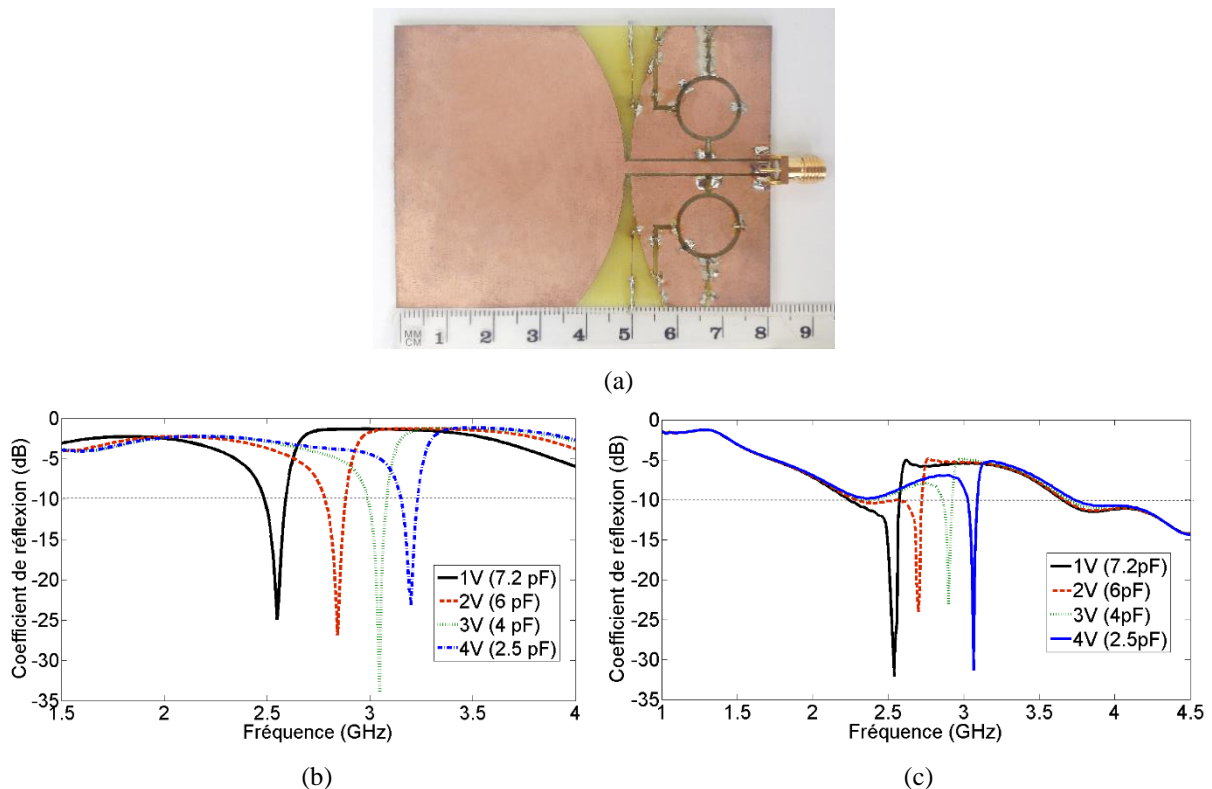 MM
CM
1 2 3 4 5 6 7 8 9
(a)
0
-5
-10
-15
-20
-25
-30
-35
Coefficient de réflexion (dB)
1V (7.2 pF)
2V (6 pF)
3V (4 pF)
4V (2.5 pF)
1.5 2 2.5 3 3.5 4
Fréquence (GHz)
(b)
0
-5
-10
-15
-20
-25
-30
-35
Coefficient de réflexion (dB)
1V (7.2pF)
2V (6pF)
3V (4pF)
4V (2.5pF)
1 1.5 2 2.5 3 3.5 4 4.5
Fréquence (GHz)
(c)